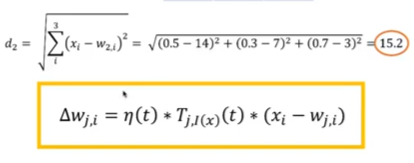 d₂ = √(∑ᵢ³(xᵢ − w₂,ᵢ)²) = √((0.5 − 14)² + (0.3 − 7)² + (0.7 − 3)²) = 15.2
Δwⱼ,ᵢ = η(t) * Tⱼ,I(x)(t) * (xᵢ − wⱼ,ᵢ)